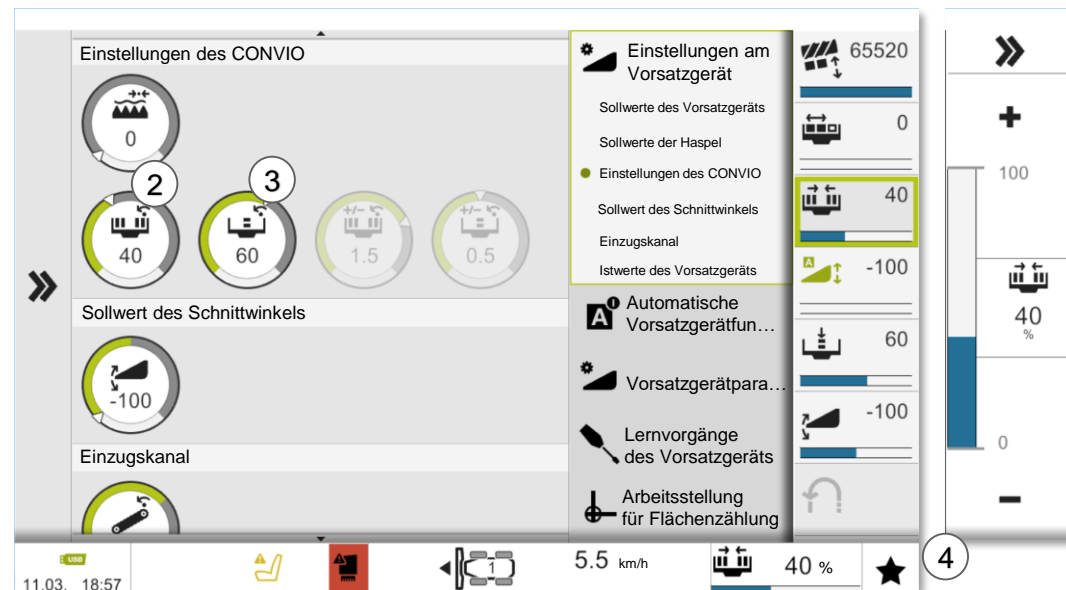 Einstellungen des CONVIO
0
2
3
40
60
+/-
1.5
+/-
0.5
Sollwert des Schnittwinkels
-100
Einzugskanal
Einstellungen am
Vorsatzgerät
Sollwerte des Vorsatzgeräts
Sollwerte der Haspel
Einstellungen des CONVIO
Sollwert des Schnittwinkels
Einzugskanal
Istwerte des Vorsatzgeräts
A
Automatische
Vorsatzgerätfun…
Vorsatzgerätpara…
Lernvorgänge
des Vorsatzgeräts
Arbeitsstellung
für Flächenzählung
65520
0
40
A
-100
60
-100
100
40
%
0
USB
11.03. 18:57
1
5.5 km/h
40 %
4